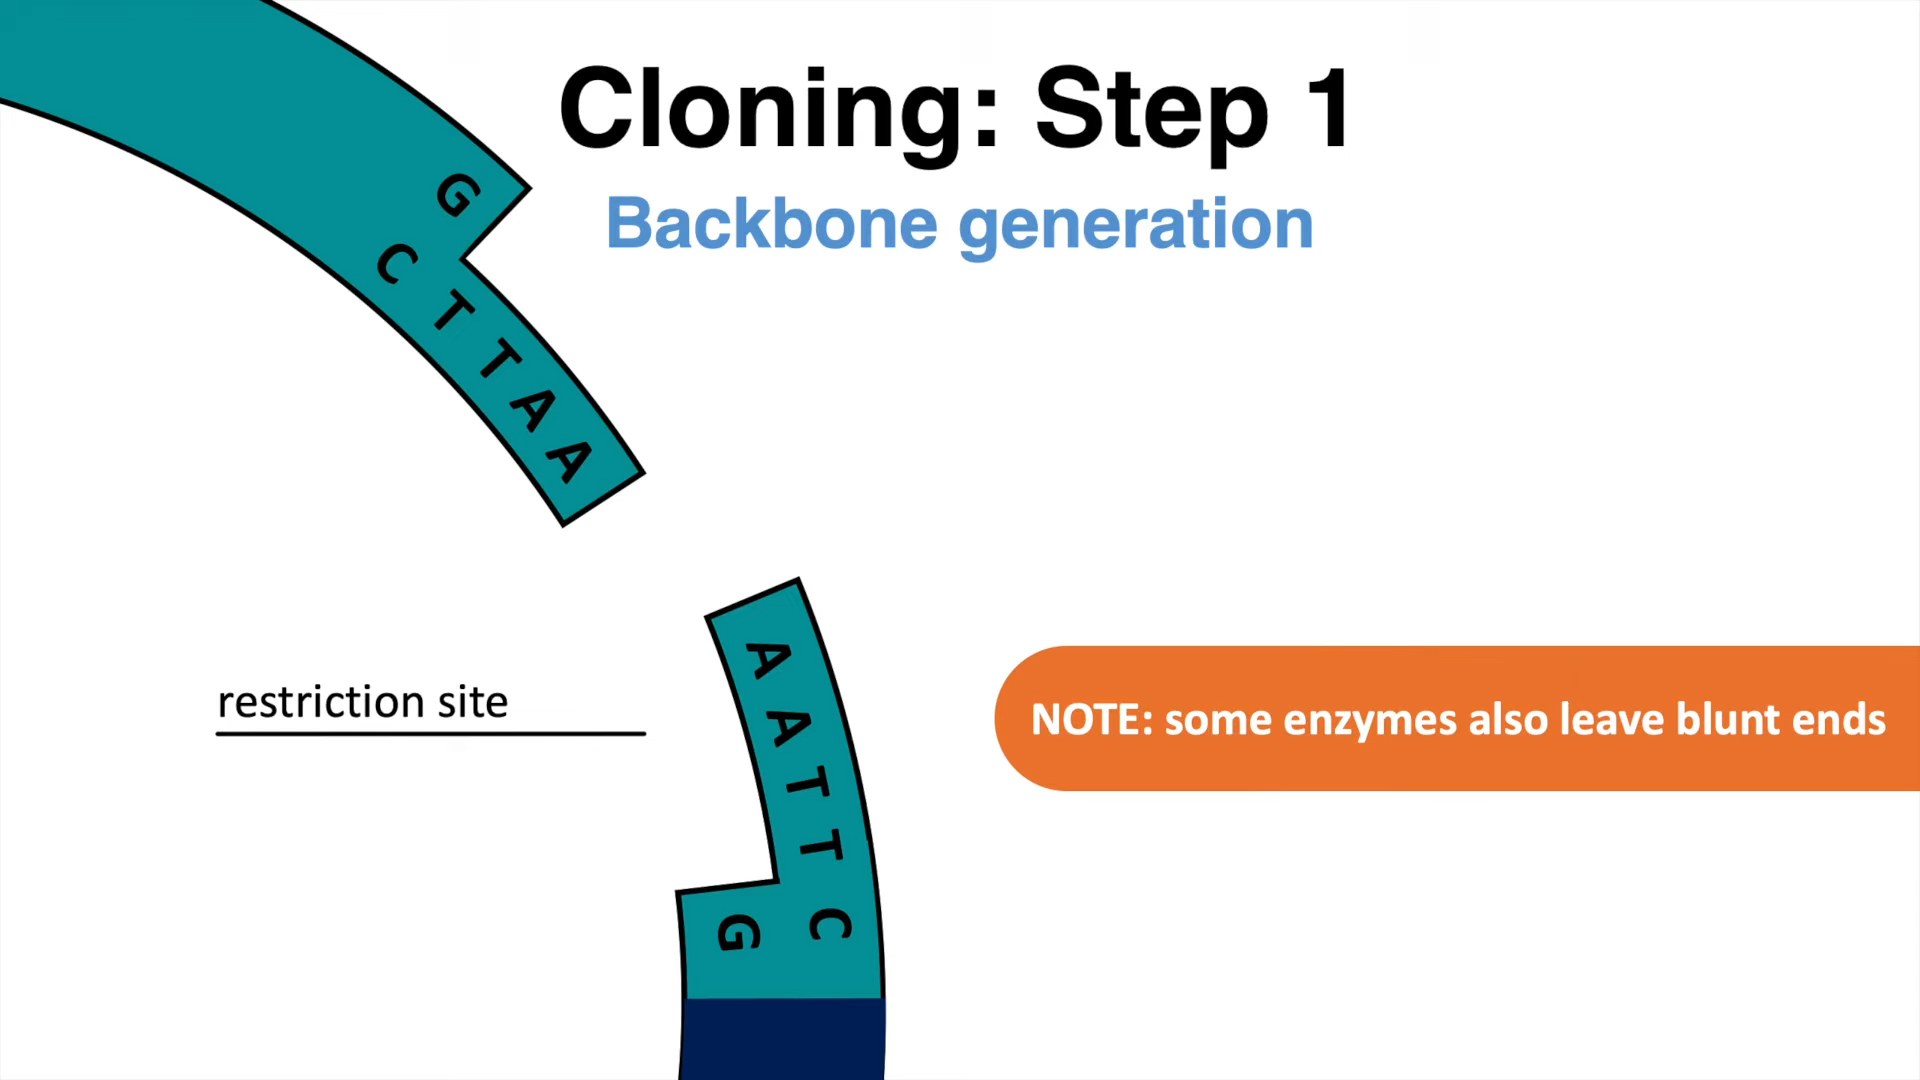 Cloning: Step 1
Backbone generation
G
C T T A A
A A T T C
G
restriction site
NOTE: some enzymes also leave blunt ends